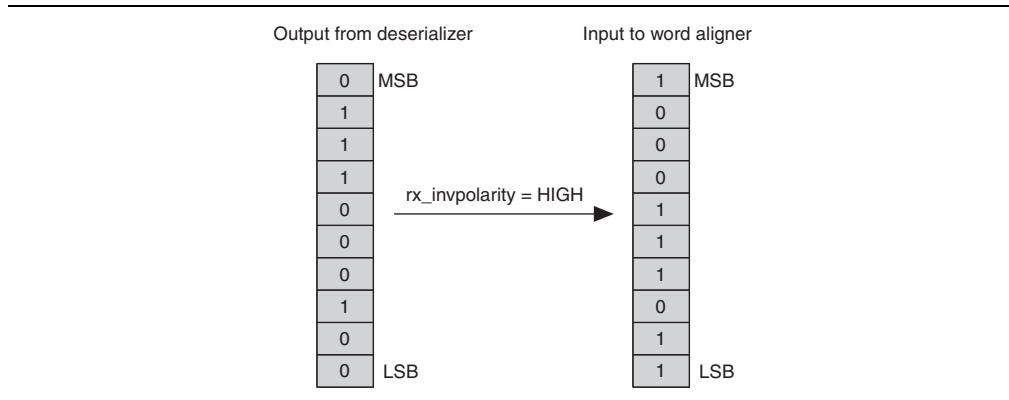 Output from deserializer Input to word aligner
0 MSB 1 MSB
1 0
1 0
1 0
rx_invpolarity = HIGH
0 1
0 1
0 1
1 0
0 1
0 LSB 1 LSB